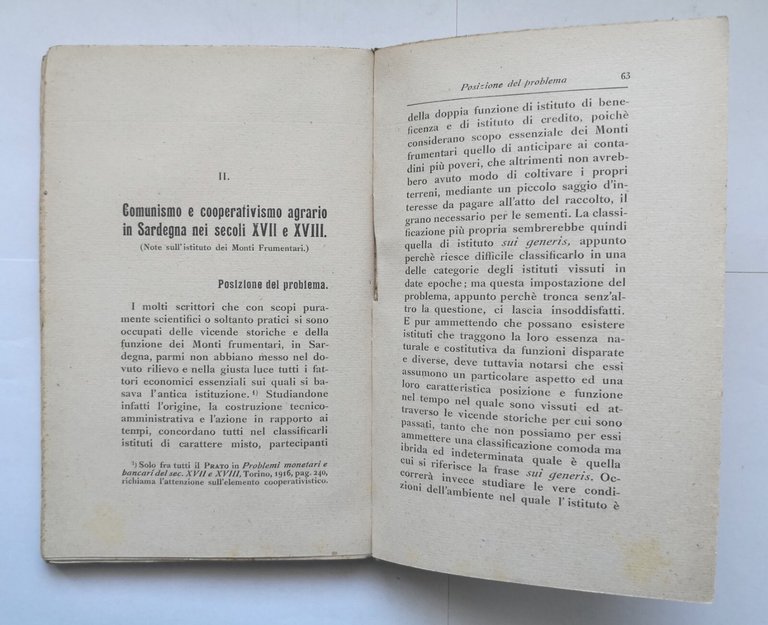 II.
Comunismo e cooperativismo agrario
in Sardegna nei secoli XVII e XVIII.
(Note sull'istituto dei Monti Frumentari.)
Posizione del problema.
I molti scrittori che con scopi pura-
mente scientifici o soltanto pratici si sono
occupati delle vicende storiche e della
funzione dei Monti frumentari, in Sar-
degna, parmi non abbiano messo nel do-
vuto rilievo e nella giusta luce tutti i fat-
tori economici essenziali sui quali si ba-
sava l'antica istituzione. ¹) Studiandone
infatti l'origine, la costruzione tecnico-
amministrativa e l'azione in rapporto ai
tempi, concordano tutti nel classificarli
istituti di carattere misto, partecipanti
¹) Solo fra tutti il PRATO in Problemi monetari e
bancari del sec. XVII e XVIII, Torino, 1916, pag. 240,
richiama l'attenzione sull'elemento cooperativistico.
Posizione del problema 63
della doppia funzione di istituto di bene-
ficenza e di istituto di credito, poichè
considerano scopo essenziale dei Monti
frumentari quello di anticipare ai conta-
dini più poveri, che altrimenti non avreb-
bero avuto modo di coltivare i propri
terreni, mediante un piccolo saggio d'in-
teresse da pagare all'atto del raccolto, il
grano necessario per le sementi. La classi-
ficazione più propria sembrerebbe quindi
quella di istituto sui generis, appunto
perchè riesce difficile classificarlo in una
delle categorie degli istituti vissuti in
date epoche; ma questa impostazione del
problema, appunto perchè tronca senz'al-
tro la questione, ci lascia insoddisfatti.
E pur ammettendo che possano esistere
istituti che traggono la loro essenza na-
turale e costitutiva da funzioni disparate
e diverse, deve tuttavia notarsi che essi
assumono un particolare aspetto ed una
loro caratteristica posizione e funzione
nel tempo nel quale sono vissuti ed at-
traverso le vicende storiche per cui sono
passati, tanto che non possiamo per essi
ammettere una classificazione comoda ma
ibrida ed indeterminata quale è quella
cui si riferisce la frase sui generis. Oc-
correrà invece studiare le vere condi-
zioni dell'ambiente nel quale l'istituto è